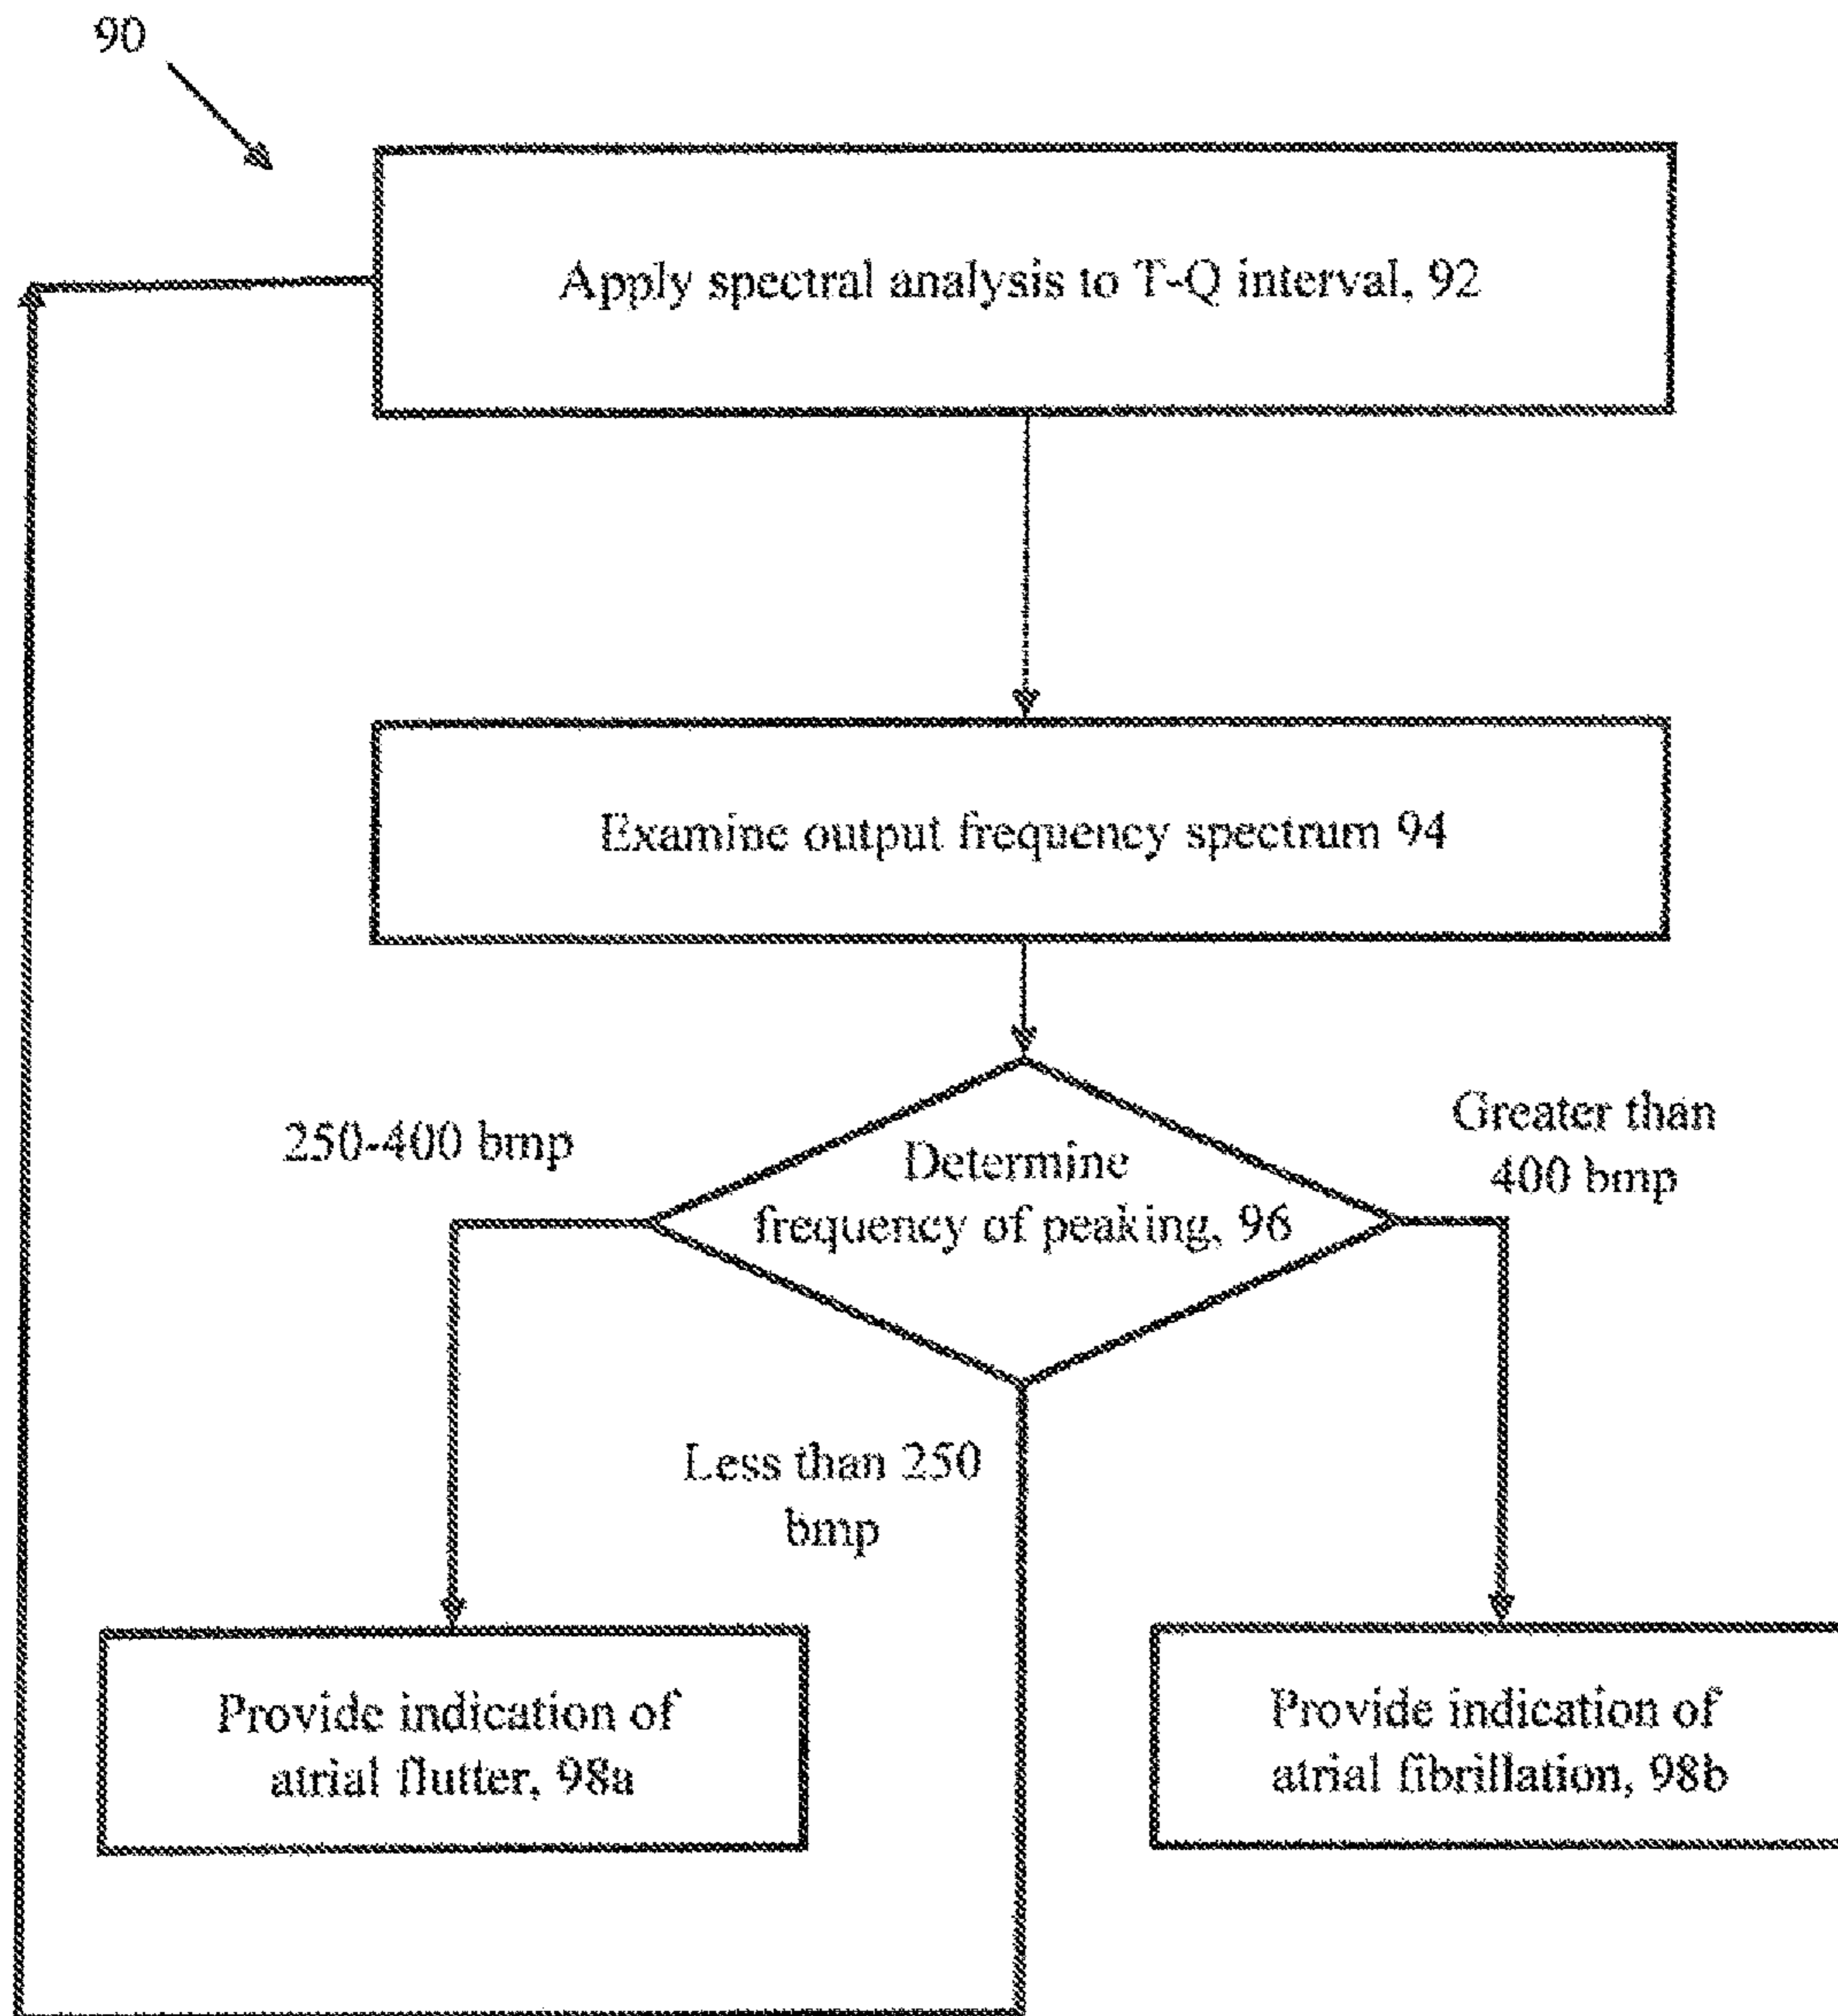 90
Apply spectral analysis to T-Q interval, 92
Examine output frequency spectrum 94
250-400 bmp
Greater than
400 bmp
Determine
frequency of peaking, 96
Less than 250
bmp
Provide indication of
atrial flutter, 98a
Provide indication of
atrial fibrillation, 98b